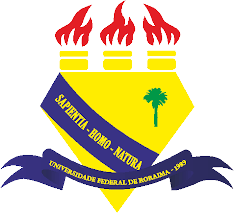 SAPIENTIA - HOMO - NATURA
UNIVERSIDADE FEDERAL DE RORAIMA - 1989